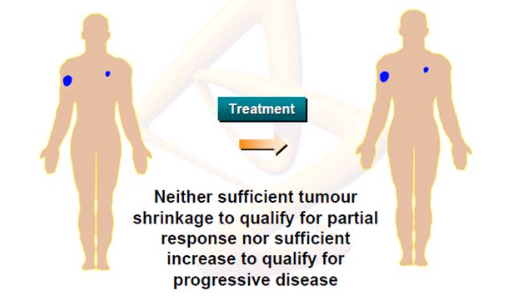 Treatment
Neither sufficient tumour
shrinkage to qualify for partial
response nor sufficient
increase to qualify for
progressive disease